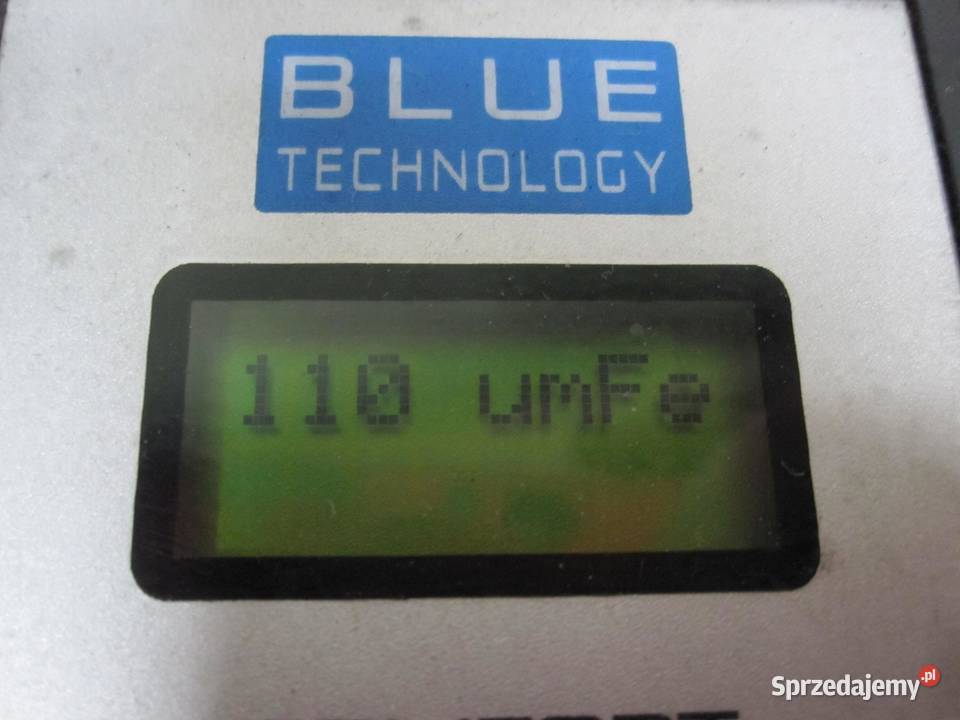 BLUE
TECHNOLOGY
110 umFe
Sprzedajemy.pl